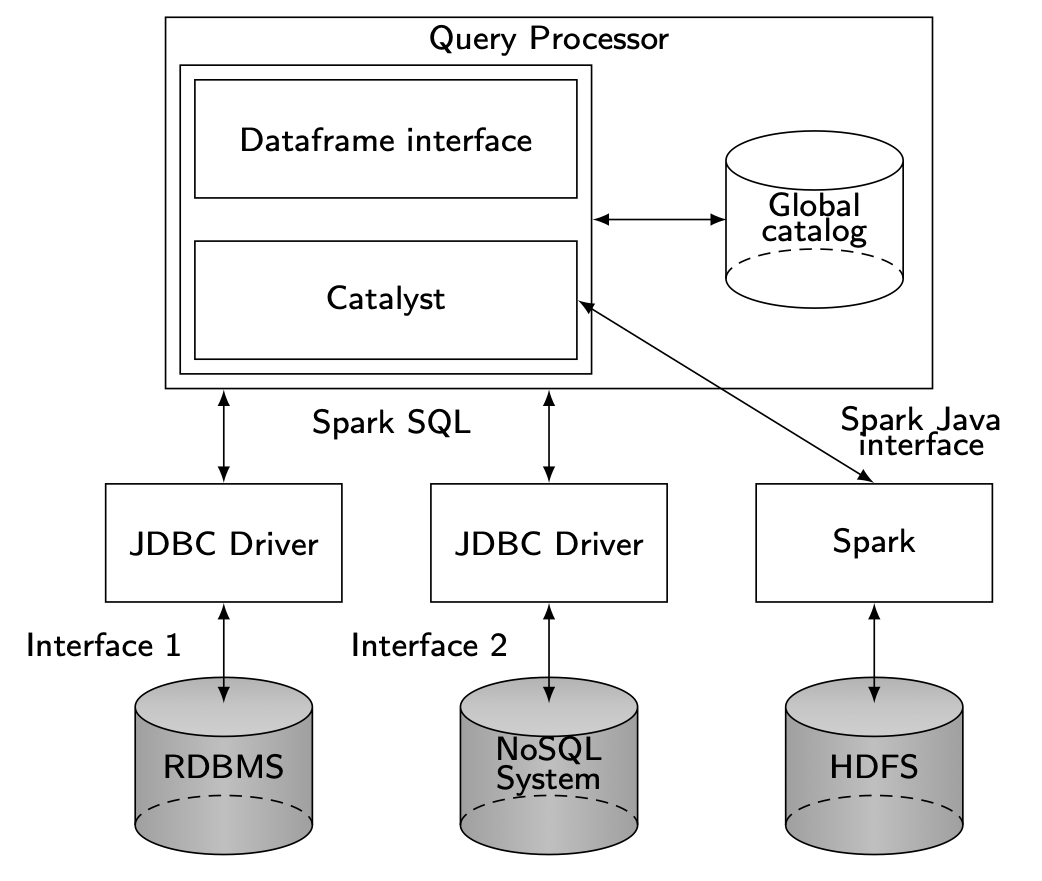 Query Processor
Dataframe interface
Global
catalog
Catalyst
Spark SQL
Spark Java
interface
JDBC Driver
JDBC Driver
Spark
Interface 1
Interface 2
RDBMS
NoSQL
System
HDFS